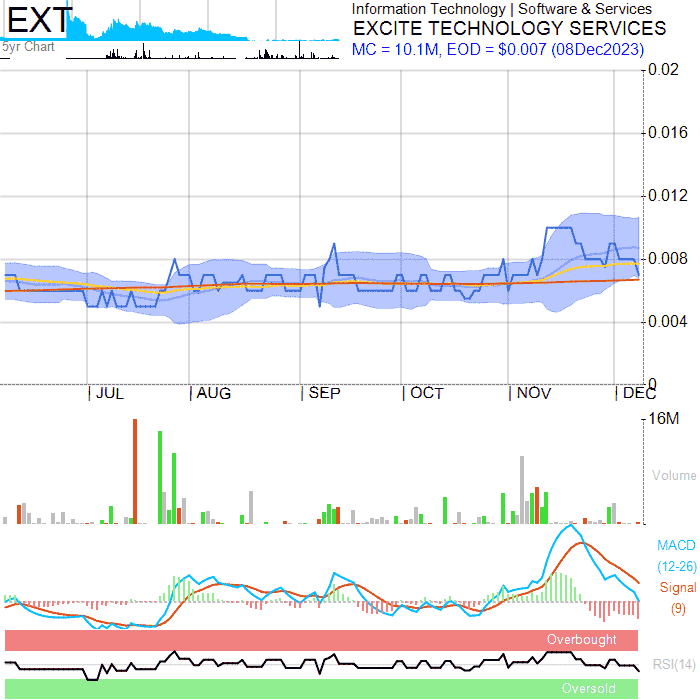 EXT
5yr Chart
Information Technology | Software & Services
EXCITE TECHNOLOGY SERVICES
MC = 10.1M, EOD = $0.007 (08Dec2023)
0.02
0.016
0.012
0.008
0.004
0
JUL AUG SEP OCT NOV DEC
16M
Volume
MACD
(12-26)
Signal
(9)
Overbought
RSI(14)
Oversold